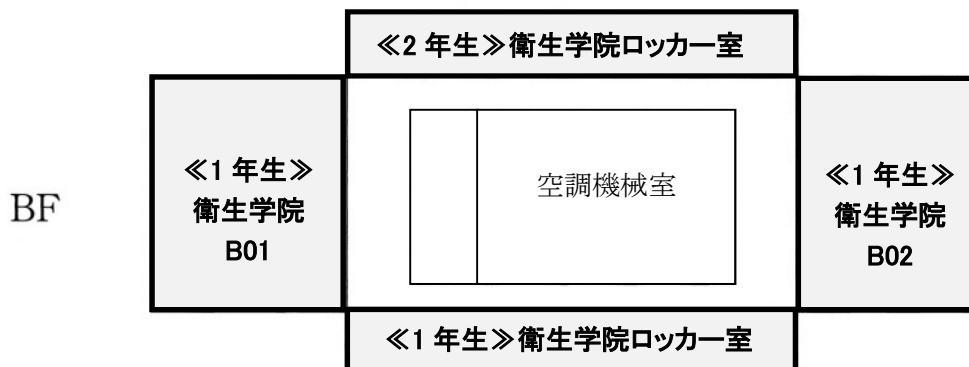 ≪2 年生≫衛生学院ロッカー室
BF
≪1 年生≫
衛生学院
B01
空調機械室
≪1 年生≫
衛生学院
B02
≪1 年生≫衛生学院ロッカー室